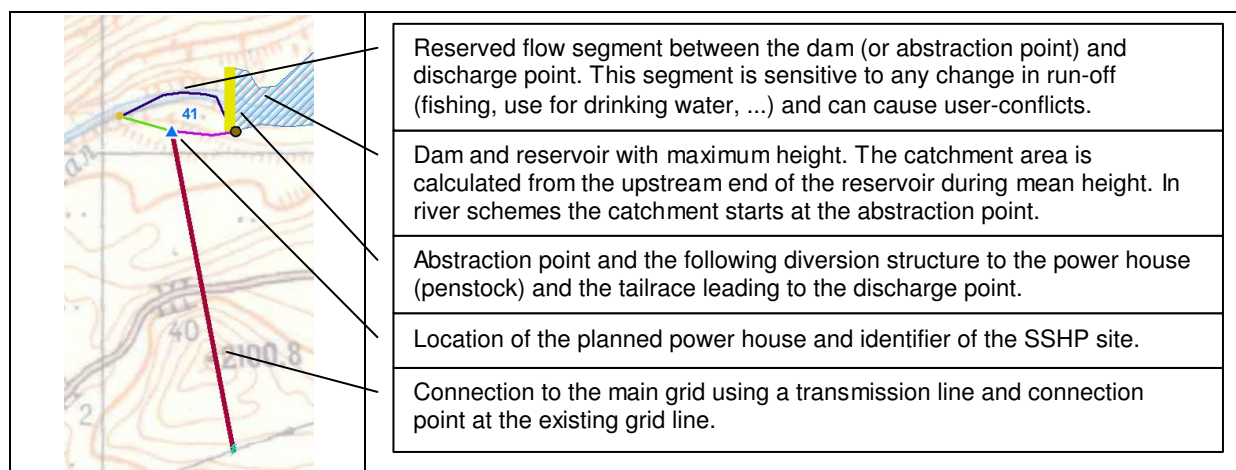 41
ан
40
2100.8
2
Reserved flow segment between the dam (or abstraction point) and
discharge point. This segment is sensitive to any change in run-off
(fishing, use for drinking water, ...) and can cause user-conflicts.
Dam and reservoir with maximum height. The catchment area is
calculated from the upstream end of the reservoir during mean height. In
river schemes the catchment starts at the abstraction point.
Abstraction point and the following diversion structure to the power house
(penstock) and the tailrace leading to the discharge point.
Location of the planned power house and identifier of the SSHP site.
Connection to the main grid using a transmission line and connection
point at the existing grid line.